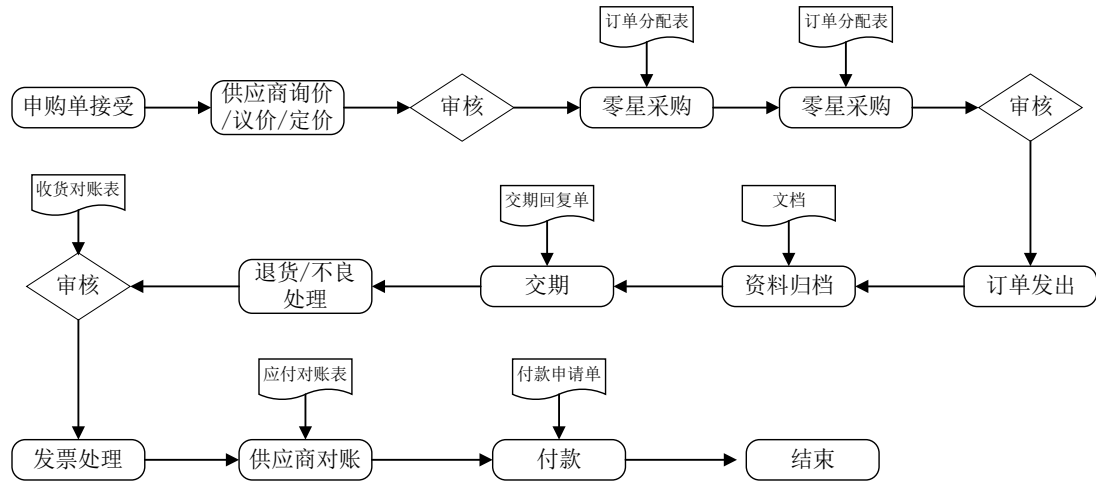 订单分配表
订单分配表
申购单接受
供应商询价
/议价/定价
审核
零星采购
零星采购
审核
收货对账表
交期回复单
文档
审核
退货/不良
处理
交期
资料归档
订单发出
应付对账表
付款申请单
发票处理
供应商对账
付款
结束